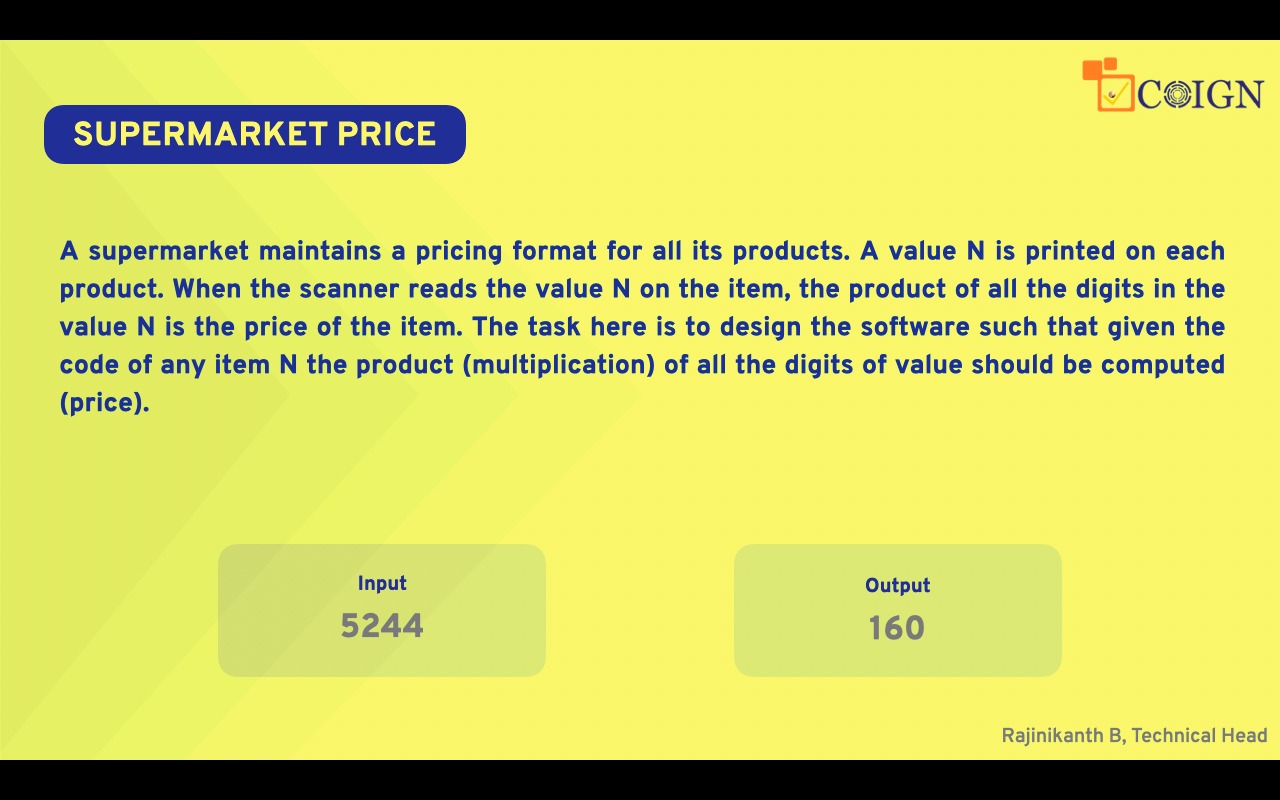 COIGN
SUPERMARKET PRICE
A supermarket maintains a pricing format for all its products. A value N is printed on each
product. When the scanner reads the value N on the item, the product of all the digits in the
value N is the price of the item. The task here is to design the software such that given the
code of any item N the product (multiplication) of all the digits of value should be computed
(price).
Input
5244
Output
160
Rajinikanth B, Technical Head